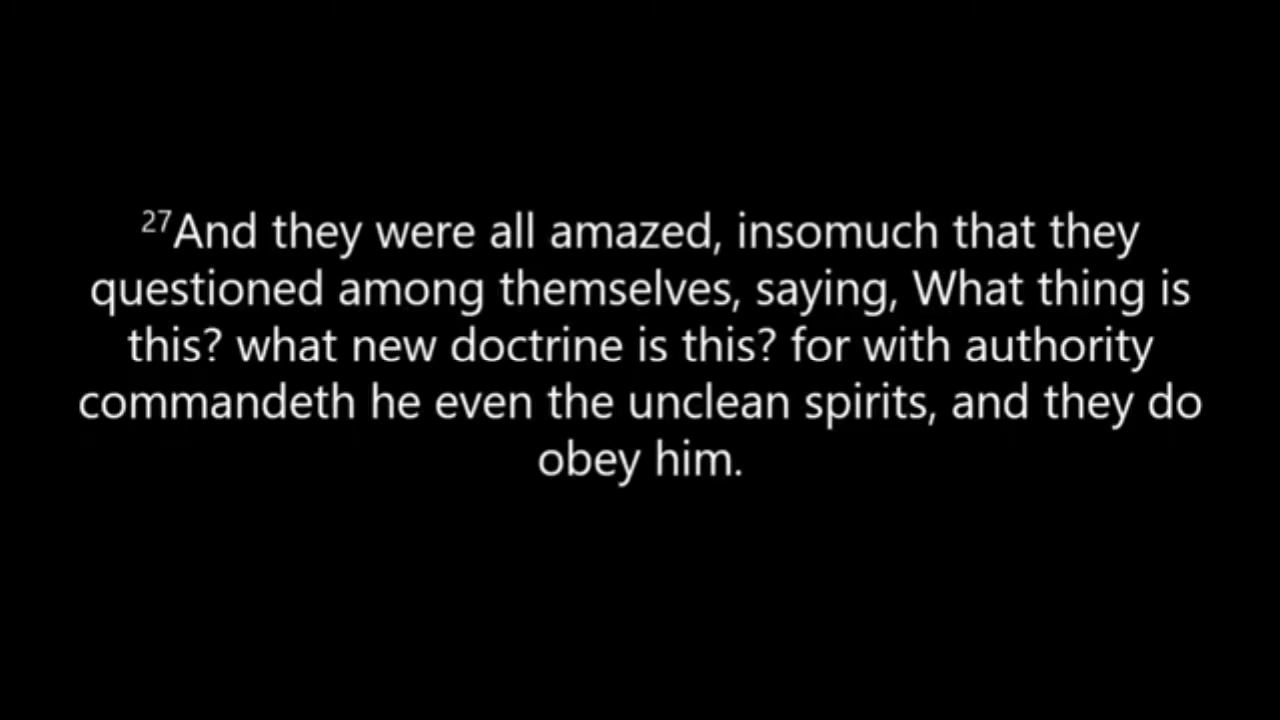 27And they were all amazed, insomuch that they
questioned among themselves, saying, What thing is
this? what new doctrine is this? for with authority
commandeth he even the unclean spirits, and they do
obey him.